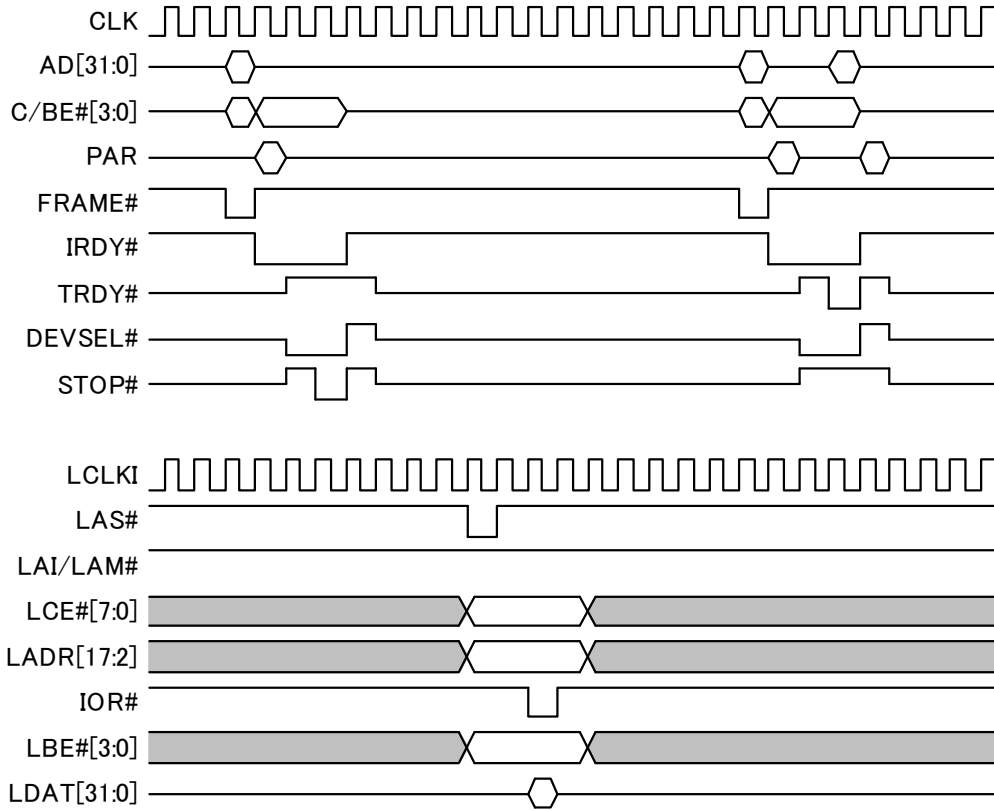 CLK
AD[31:0]
C/BE#[3:0]
PAR
FRAME#
IRDY#
TRDY#
DEVSEL#
STOP#
LCLKI
LAS#
LAI/LAM#
LCE#[7:0]
LADR[17:2]
IOR#
LBE#[3:0]
LDAT[31:0]